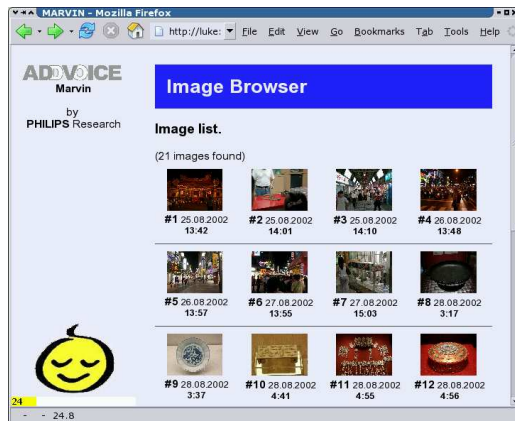 MARVIN - Mozilla Firefox
http://luke: File Edit View Go Bookmarks Tab Tools Help
ADDVOICE
Marvin
by
PHILIPS Research
Image Browser
Image list.
(21 images found)
#1 25.08.2002 #2 25.08.2002 #3 25.08.2002 #4 26.08.2002
13:42 14:01 14:10 13:48
#5 26.08.2002 #6 27.08.2002 #7 27.08.2002 #8 28.08.2002
13:57 13:55 15:03 3:17
#9 28.08.2002 #10 28.08.2002 #11 28.08.2002 #12 28.08.2002
3:37 4:41 4:55 4:56
24
- - 24.8